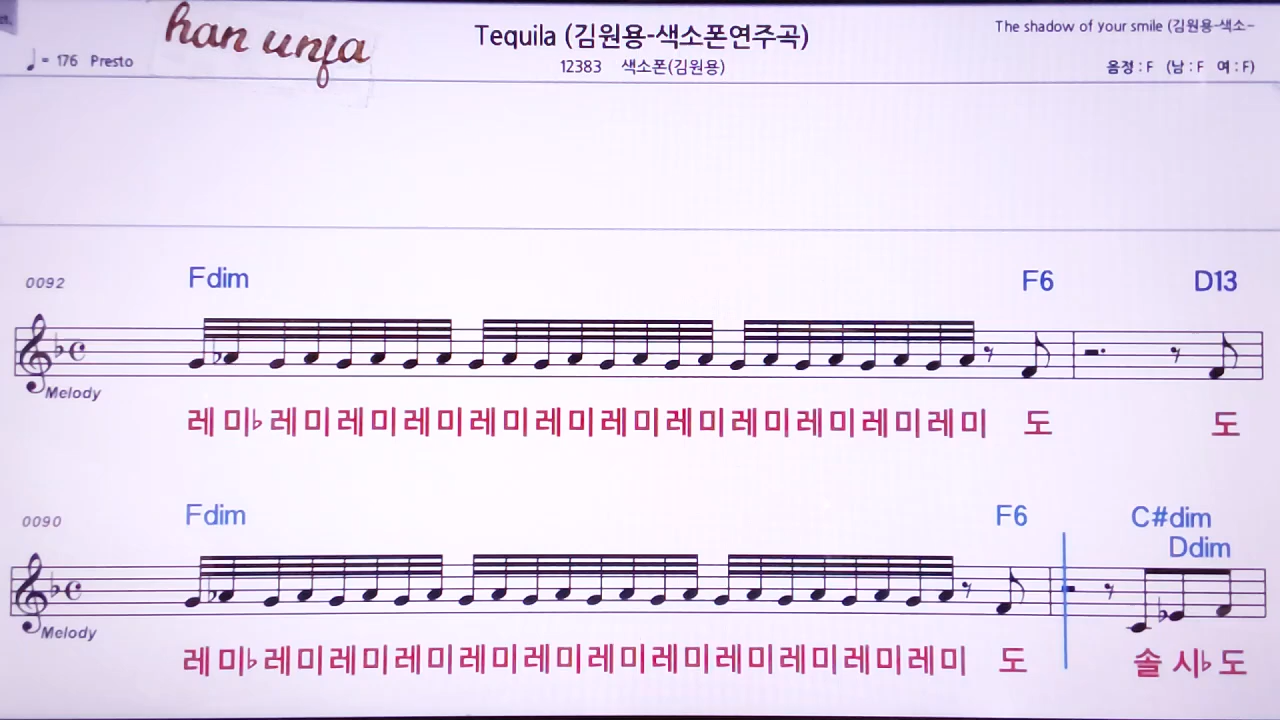 han unfa
Tequila (김원용-색소폰연주곡)
The shadow of your smile (김원용-색소-
♩= 176 Presto
12383 색소폰(김원용)
음정 : F (남 : F 여 : F)
0092
Fdim F6 D13
Melody
레 미♭ 레 미 레 미 레 미 레 미 레 미 레 미 레 미 레 미 레 미 레 미 레 미 도 도
0090
Fdim F6 C#dim
Ddim
Melody
레 미♭ 레 미 레 미 레 미 레 미 레 미 레 미 레 미 레 미 레 미 레 미 레 미 도 솔 시♭ 도